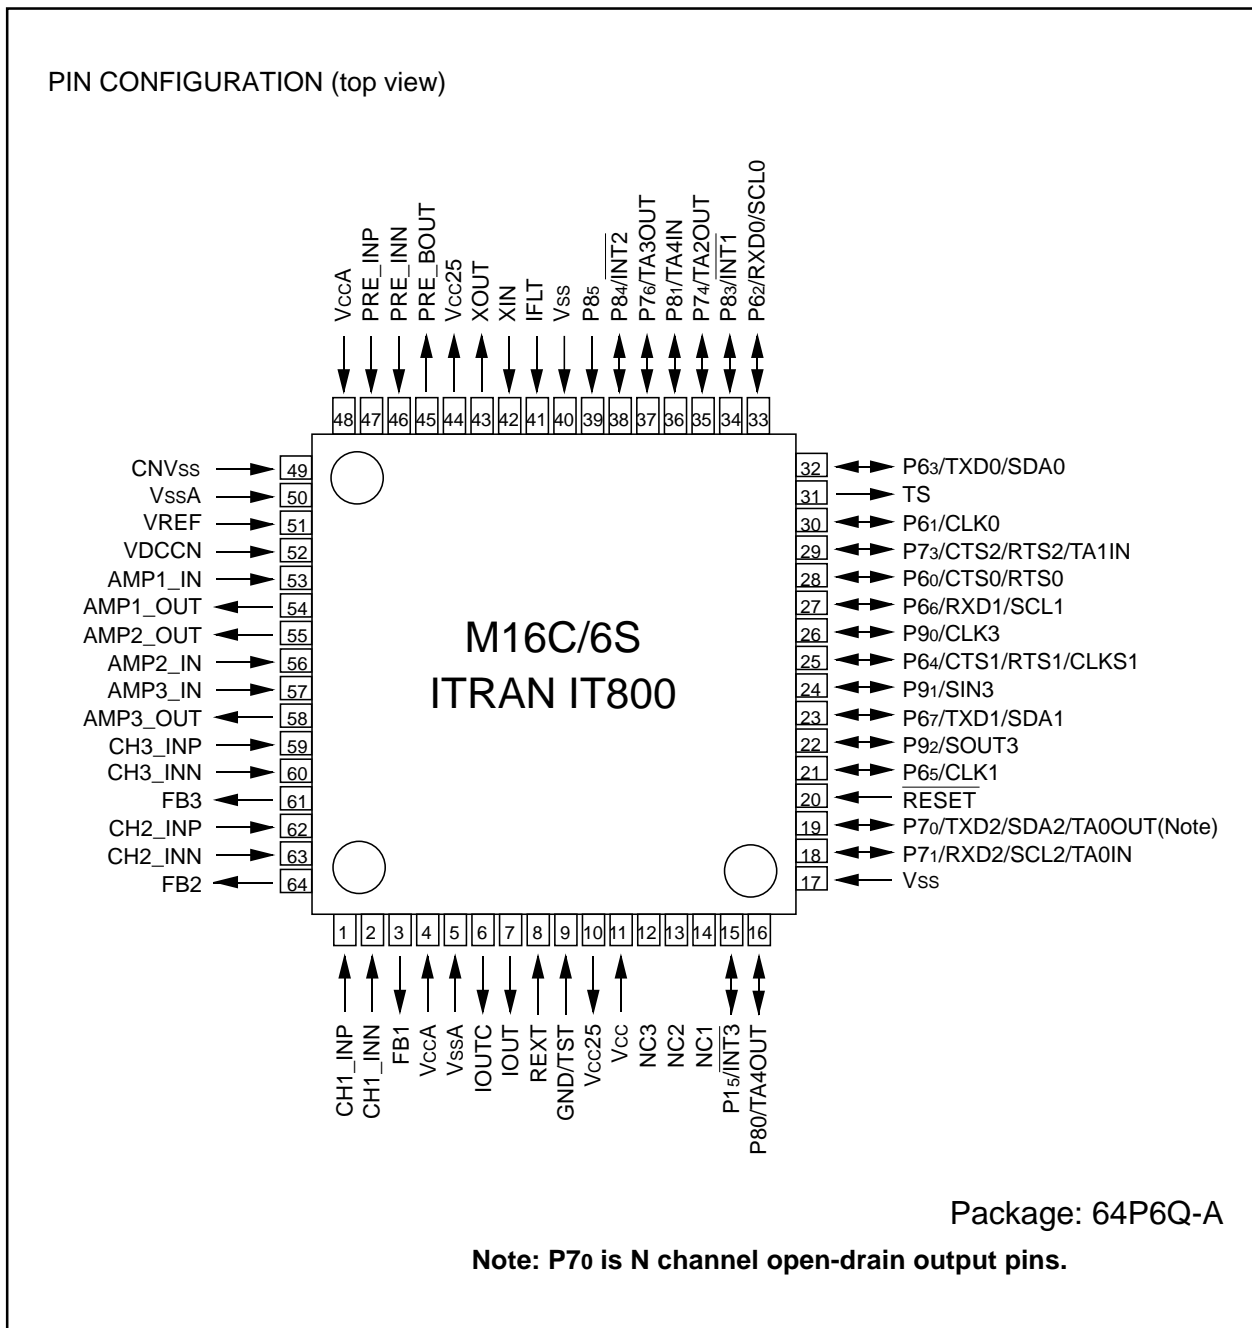 PIN CONFIGURATION (top view)
VccA
PRE_INP
PRE_INN
PRE_BOUT
Vcc25
XOUT
XIN
IFLT
Vss
P85
P84/INT2
P76/TA3OUT
P81/TA4IN
P74/TA2OUT
P83/INT1
P62/RXD0/SCL0
48 47 46 45 44 43 42 41 40 39 38 37 36 35 34 33
CNVss 49
VssA 50
VREF 51
VDCCN 52
AMP1_IN 53
AMP1_OUT 54
AMP2_OUT 55
AMP2_IN 56
AMP3_IN 57
AMP3_OUT 58
CH3_INP 59
CH3_INN 60
FB3 61
CH2_INP 62
CH2_INN 63
FB2 64
M16C/6S
ITRAN IT800
32 P63/TXD0/SDA0
31 TS
30 P61/CLK0
29 P73/CTS2/RTS2/TA1IN
28 P60/CTS0/RTS0
27 P66/RXD1/SCL1
26 P90/CLK3
25 P64/CTS1/RTS1/CLKS1
24 P91/SIN3
23 P67/TXD1/SDA1
22 P92/SOUT3
21 P65/CLK1
20 RESET
19 P70/TXD2/SDA2/TA0OUT(Note)
18 P71/RXD2/SCL2/TA0IN
17 Vss
1 2 3 4 5 6 7 8 9 10 11 12 13 14 15 16
CH1_INP
CH1_INN
FB1
VccA
VssA
IOUTC
IOUT
REXT
GND/TST
Vcc25
Vcc
NC3
NC2
NC1
P15/INT3
P80/TA4OUT
Package: 64P6Q-A
Note: P70 is N channel open-drain output pins.